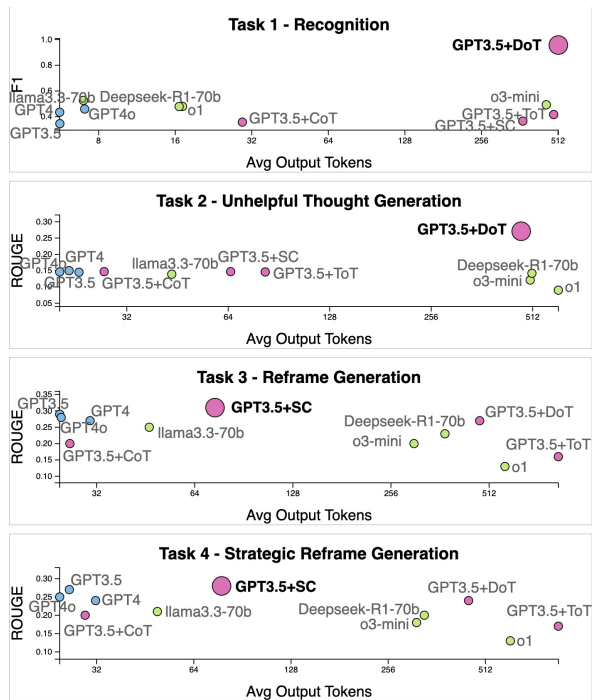 Task 1 - Recognition
GPT3.5+DoT
1.0
0.8
0.6
0.4
F1
llama3.3-70b
Deepseek-R1-70b
GPT4
GPT4o
o1
GPT3.5
GPT3.5+CoT
o3-mini
GPT3.5+ToT
GPT3.5+SC
8 16 32 64 128 256 512
Avg Output Tokens
Task 2 - Unhelpful Thought Generation
GPT3.5+DoT
0.30
0.25
0.20
0.15
0.10
0.05
ROUGE
GPT4o
GPT4
GPT3.5
GPT3.5+CoT
llama3.3-70b
GPT3.5+SC
GPT3.5+ToT
Deepseek-R1-70b
o3-mini
o1
32 64 128 256 512
Avg Output Tokens
Task 3 - Reframe Generation
0.35
0.30
0.25
0.20
0.15
0.10
ROUGE
GPT3.5
GPT4
GPT4o
GPT3.5+CoT
llama3.3-70b
GPT3.5+SC
Deepseek-R1-70b
o3-mini
GPT3.5+DoT
GPT3.5+ToT
o1
32 64 128 256 512
Avg Output Tokens
Task 4 - Strategic Reframe Generation
0.30
0.25
0.20
0.15
0.10
ROUGE
GPT3.5
GPT4o
GPT4
GPT3.5+CoT
llama3.3-70b
GPT3.5+SC
Deepseek-R1-70b
o3-mini
GPT3.5+DoT
GPT3.5+ToT
o1
32 64 128 256 512
Avg Output Tokens